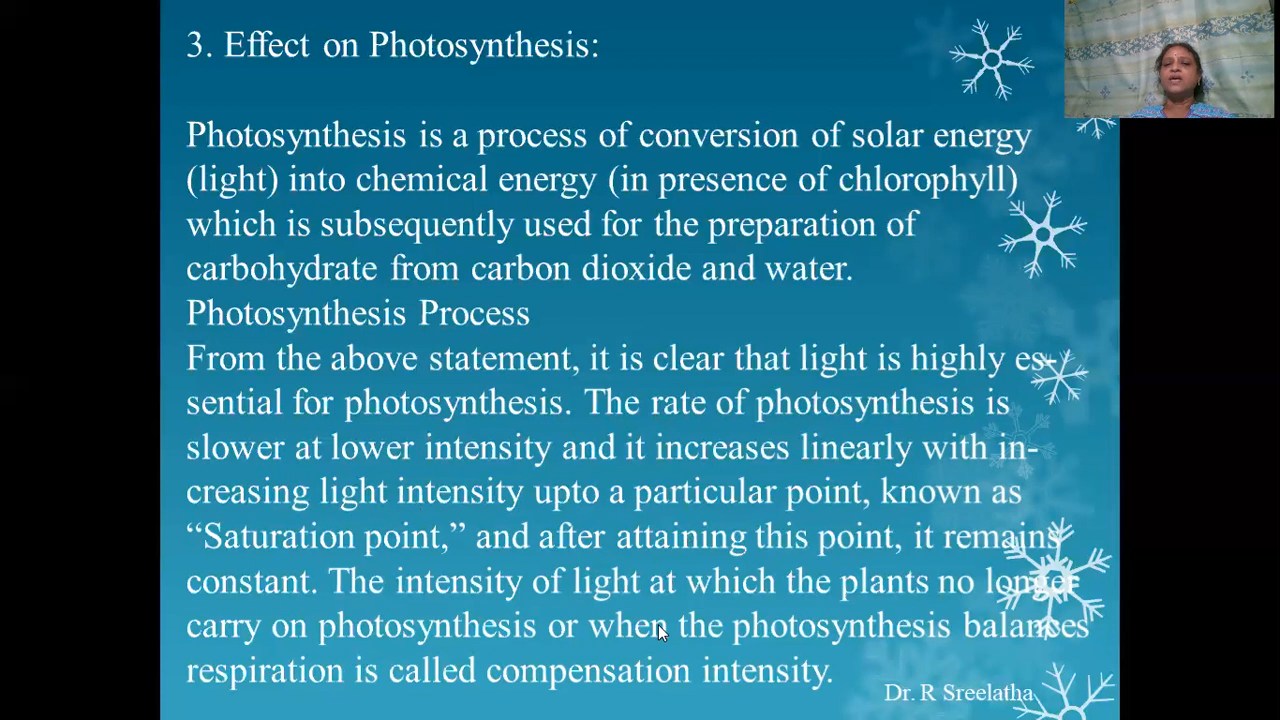 3. Effect on Photosynthesis:
Photosynthesis is a process of conversion of solar energy
(light) into chemical energy (in presence of chlorophyll)
which is subsequently used for the preparation of
carbohydrate from carbon dioxide and water.
Photosynthesis Process
From the above statement, it is clear that light is highly es-
sential for photosynthesis. The rate of photosynthesis is
slower at lower intensity and it increases linearly with in-
creasing light intensity upto a particular point, known as
“Saturation point,” and after attaining this point, it remains
constant. The intensity of light at which the plants no longer
carry on photosynthesis or when the photosynthesis balances
respiration is called compensation intensity.
Dr. R Sreelatha